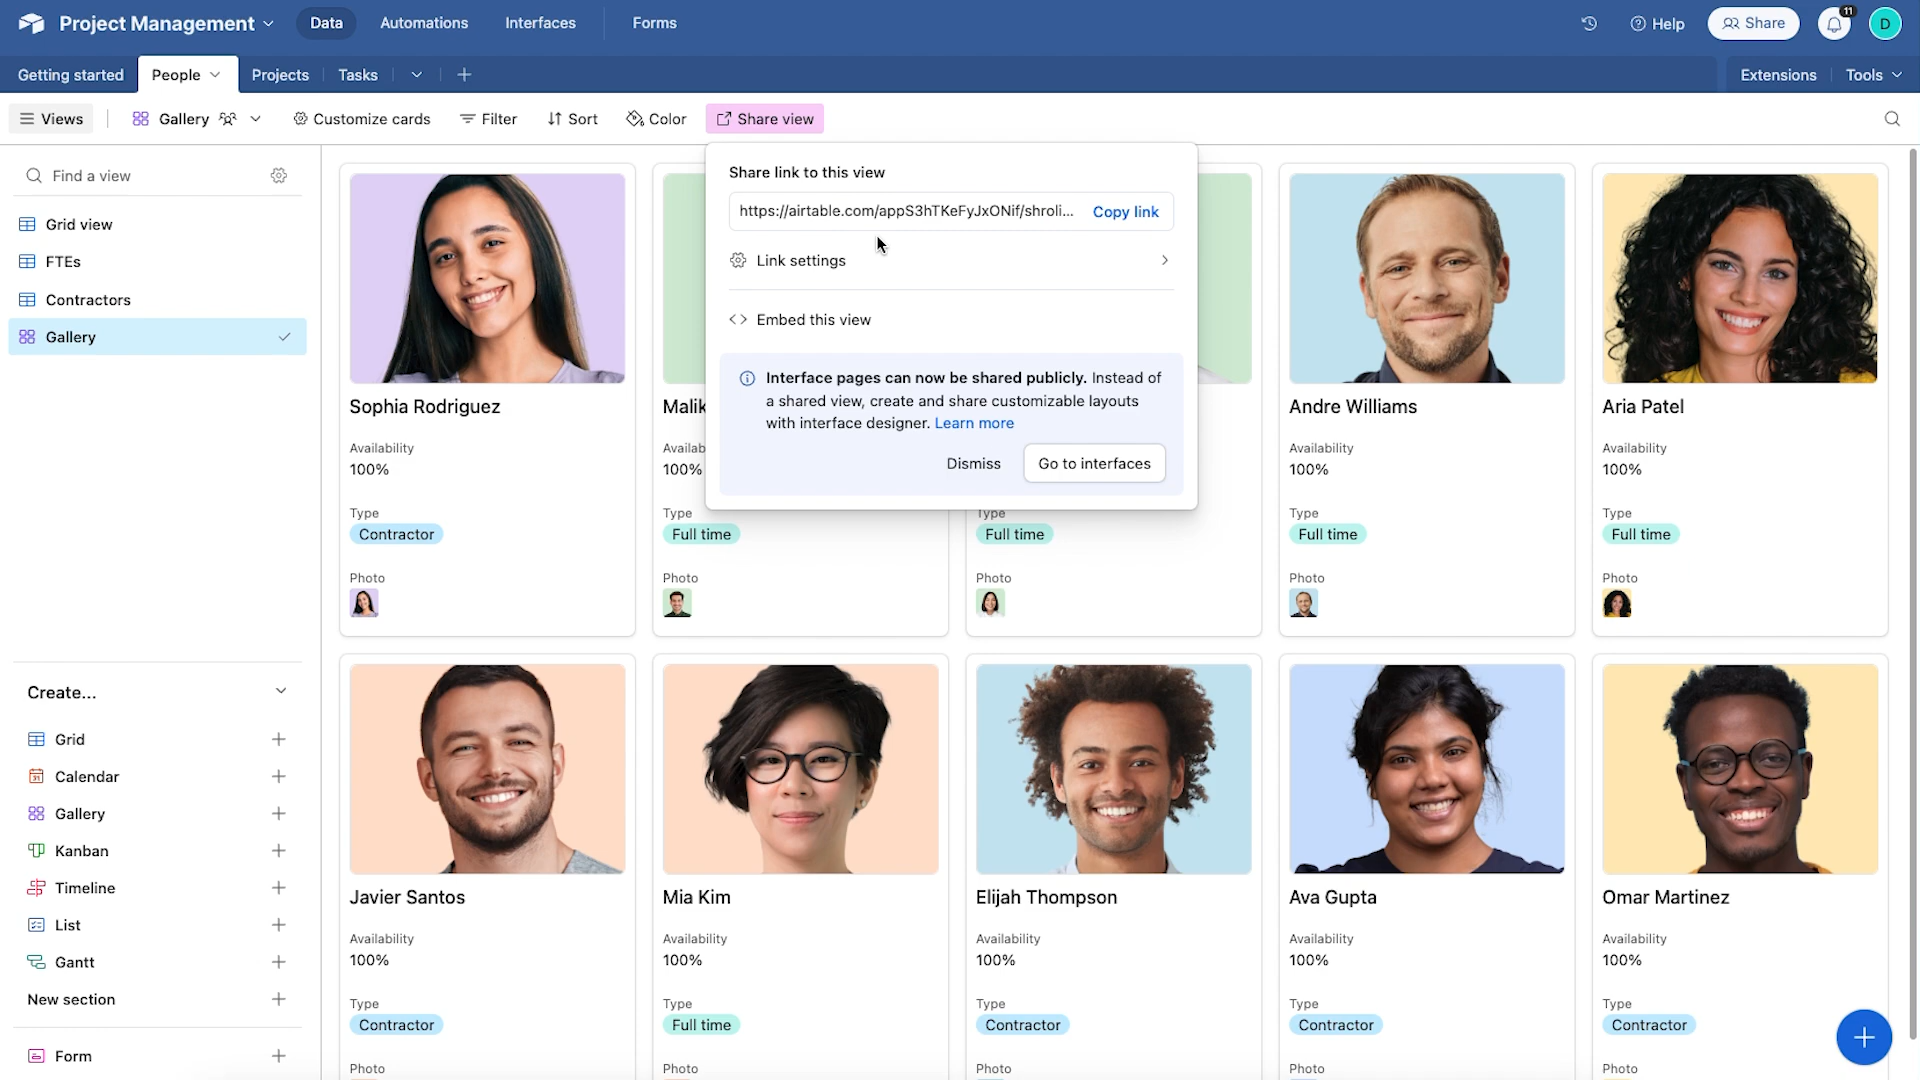 Project Management
Data
Automations
Interfaces
Forms
Help
Share
11
D
Getting started
People
Projects
Tasks
Extensions
Tools
Views
Gallery
Customize cards
Filter
Sort
Color
Share view
Find a view
Grid view
FTEs
Contractors
Gallery
Share link to this view
https://airtable.com/appS3hTKeFyJxONif/shroli...
Copy link
Link settings
Embed this view
Interface pages can now be shared publicly. Instead of
a shared view, create and share customizable layouts
with interface designer. Learn more
Dismiss
Go to interfaces
Sophia Rodriguez
Availability
100%
Type
Contractor
Photo
Malik
Availab
100%
Type
Full time
Photo
Type
Full time
Photo
Andre Williams
Availability
100%
Type
Full time
Photo
Aria Patel
Availability
100%
Type
Full time
Photo
Create...
Grid
Calendar
Gallery
Kanban
Timeline
List
Gantt
New section
Form
Javier Santos
Availability
100%
Type
Contractor
Photo
Mia Kim
Availability
100%
Type
Full time
Photo
Elijah Thompson
Availability
100%
Type
Contractor
Photo
Ava Gupta
Availability
100%
Type
Contractor
Photo
Omar Martinez
Availability
100%
Type
Contractor
Photo